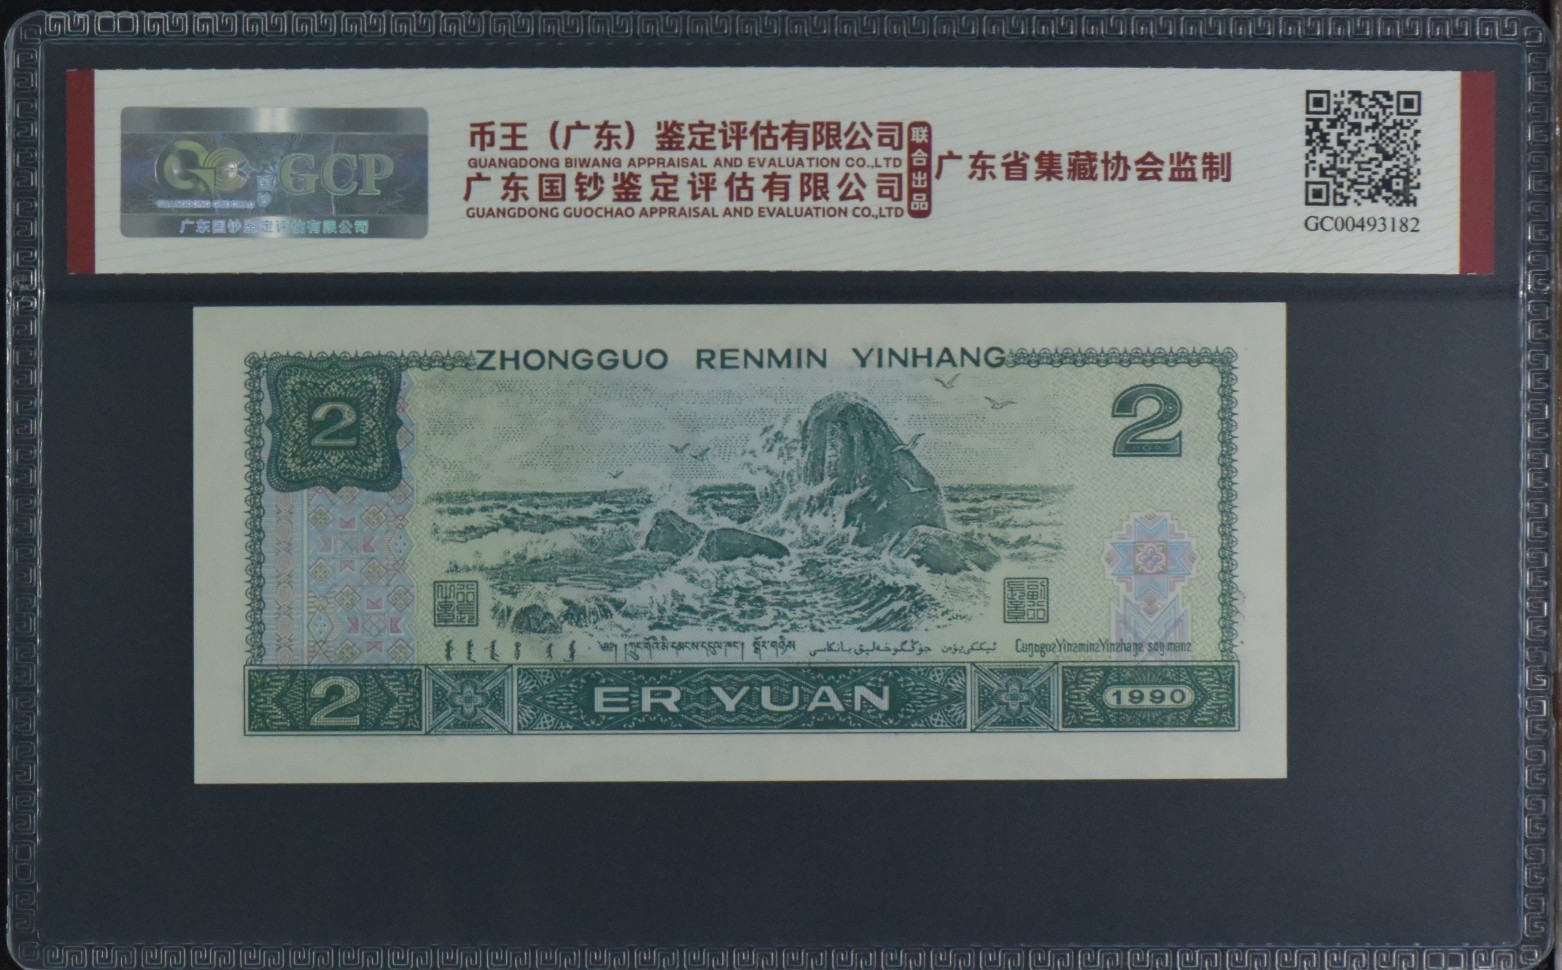 币王（广东）鉴定评估有限公司
GUANGDONG BIWANG APPRAISAL AND EVALUATION CO.,LTD
广东国钞鉴定评估有限公司
GUANGDONG GUOCHAO APPRAISAL AND EVALUATION CO.,LTD
联合出品
广东省集藏协会监制
GCP
广东国钞鉴定评估有限公司
GC00493182
ZHONGGUO RENMIN YINHANG
2
2
Cungguz Yinzminz Yinzhangz
2
ER YUAN
1990